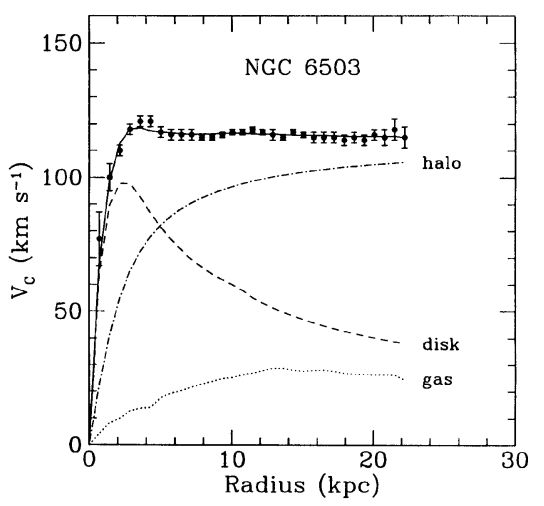 NGC 6503
150
100
50
0
V_c (km s⁻¹)
halo
disk
gas
0 10 20 30
Radius (kpc)